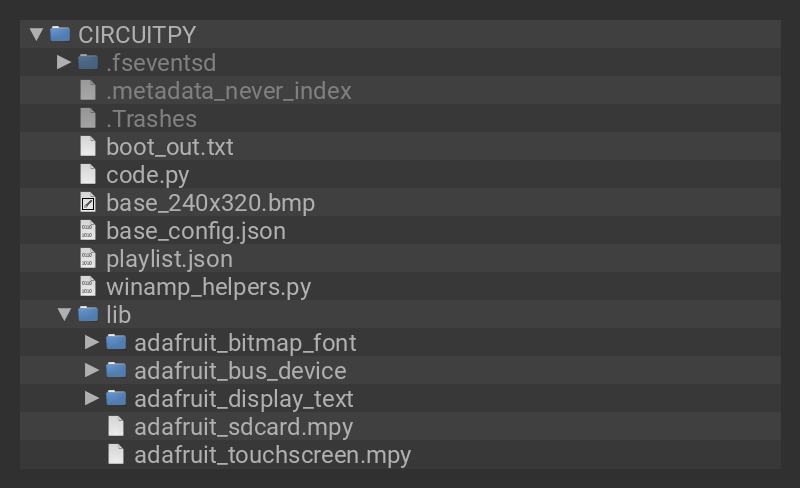 CIRCUITPY
.fseventsd
.metadata_never_index
.Trashes
boot_out.txt
code.py
base_240x320.bmp
base_config.json
playlist.json
winamp_helpers.py
lib
adafruit_bitmap_font
adafruit_bus_device
adafruit_display_text
adafruit_sdcard.mpy
adafruit_touchscreen.mpy